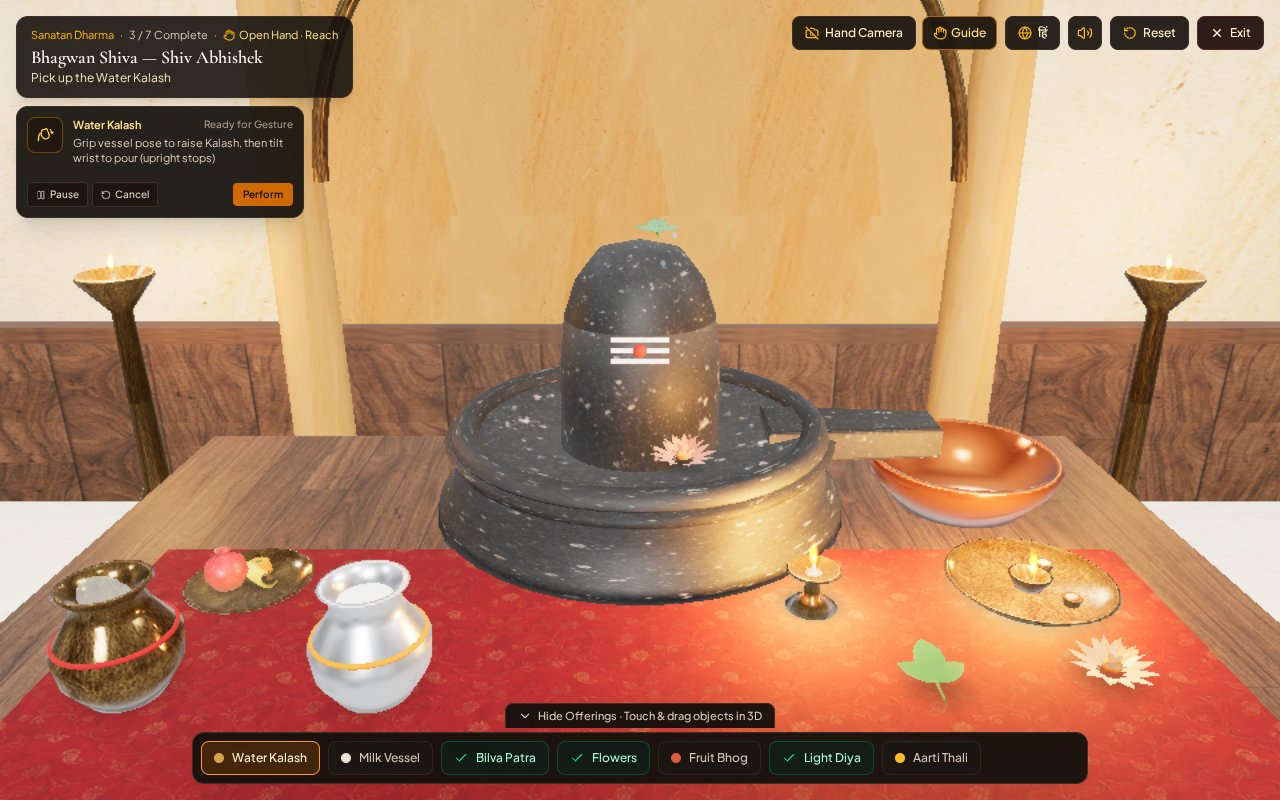 Sanatan Dharma · 3 / 7 Complete · Open Hand · Reach
Bhagwan Shiva — Shiv Abhishek
Pick up the Water Kalash
Hand Camera
Guide
हिं
Reset
Exit
Water Kalash
Ready for Gesture
Grip vessel pose to raise Kalash, then tilt
wrist to pour (upright stops)
Pause
Cancel
Perform
Hide Offerings · Touch & drag objects in 3D
Water Kalash
Milk Vessel
Bilva Patra
Flowers
Fruit Bhog
Light Diya
Aarti Thali